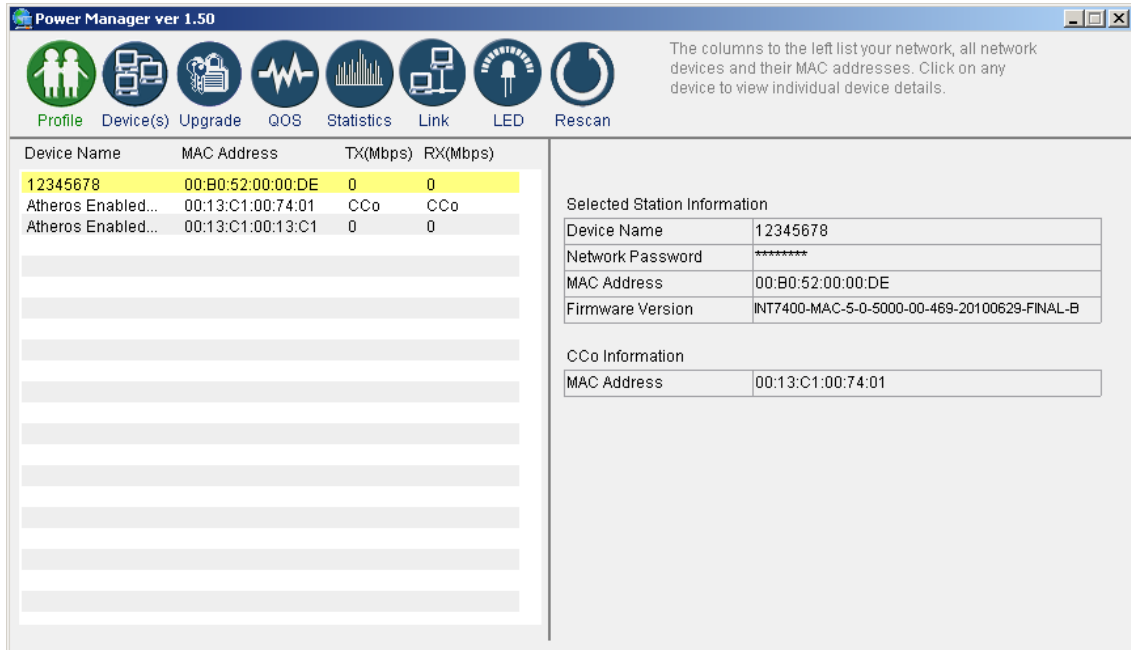 Power Manager ver 1.50
The columns to the left list your network, all network
devices and their MAC addresses. Click on any
device to view individual device details.
Profile Device(s) Upgrade QOS Statistics Link LED Rescan
Device Name MAC Address TX(Mbps) RX(Mbps)
12345678 00:B0:52:00:00:DE 0 0
Atheros Enabled... 00:13:C1:00:74:01 CCo CCo
Atheros Enabled... 00:13:C1:00:13:C1 0 0
Selected Station Information
Device Name 12345678
Network Password ********
MAC Address 00:B0:52:00:00:DE
Firmware Version INT7400-MAC-5-0-5000-00-469-20100629-FINAL-B
CCo Information
MAC Address 00:13:C1:00:74:01